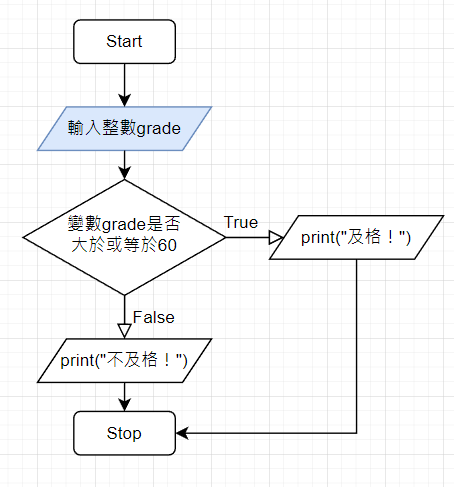 Start
輸入整數grade
變數grade是否
大於或等於60
True
print("及格！")
False
print("不及格！")
Stop